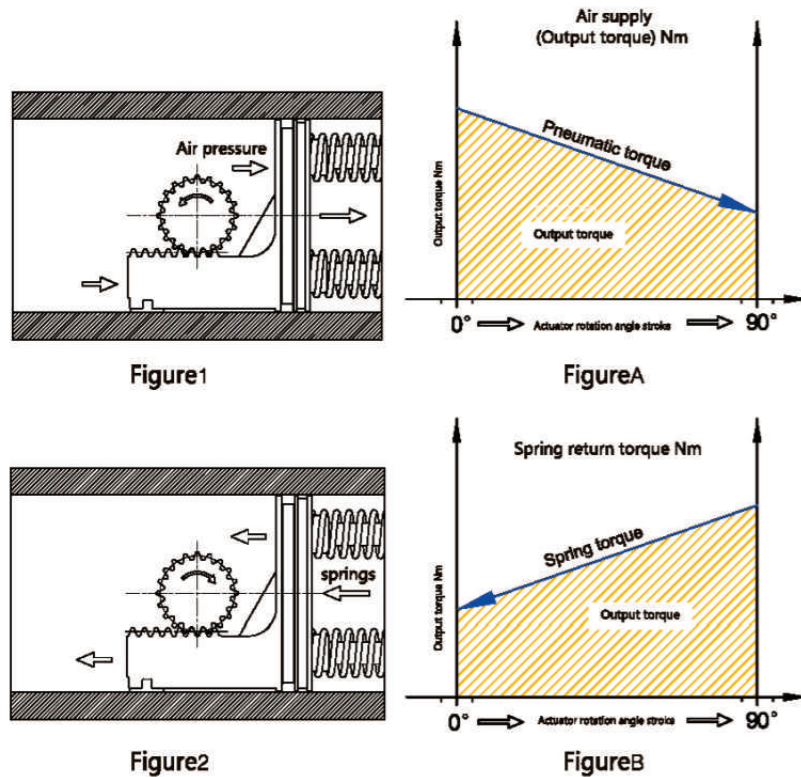 Air pressure
Figure1
Air supply
(Output torque) Nm
Output torque Nm
Pneumatic torque
Output torque
0°
Actuator rotation angle stroke
90°
FigureA
springs
Figure2
Spring return torque Nm
Output torque Nm
Spring torque
Output torque
0°
Actuator rotation angle stroke
90°
FigureB